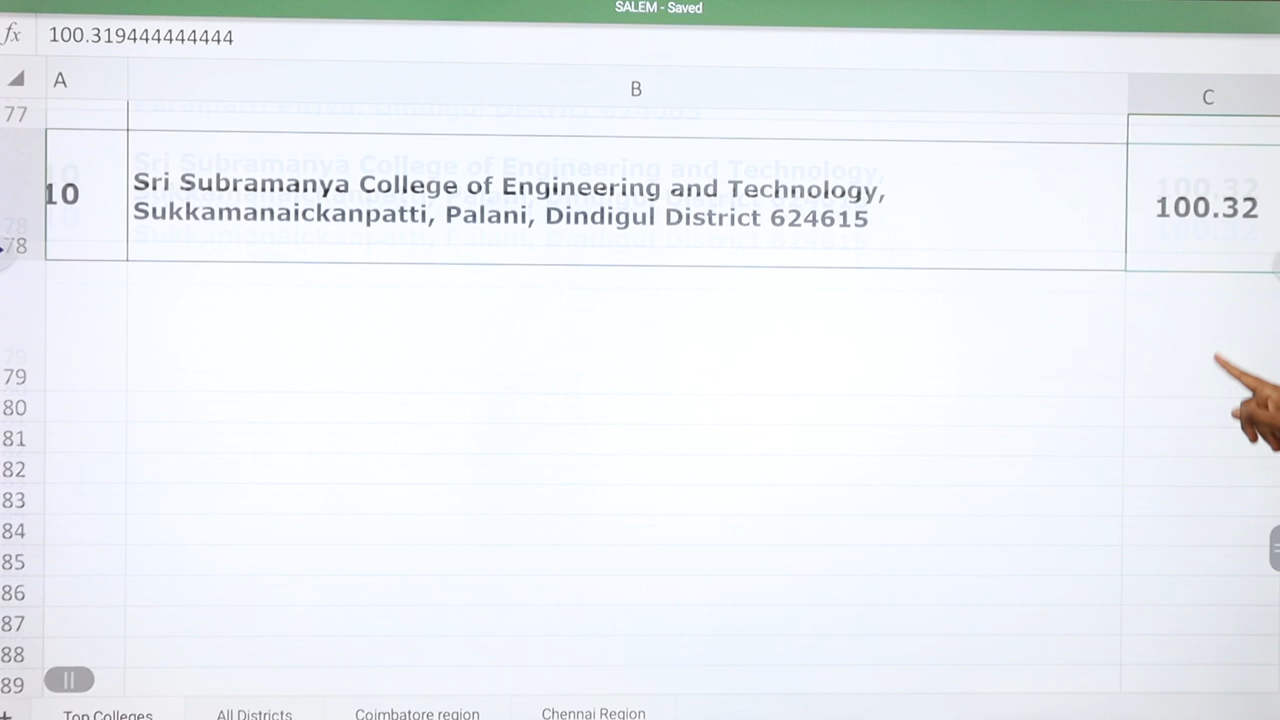 SALEM - Saved
fx 100.319444444444
A B C
77
10 Sri Subramanya College of Engineering and Technology, 100.32
Sukkamanaickanpatti, Palani, Dindigul District 624615
78
79
80
81
82
83
84
85
86
87
88
89
+ Top Colleges All Districts Coimbatore region Chennai Region